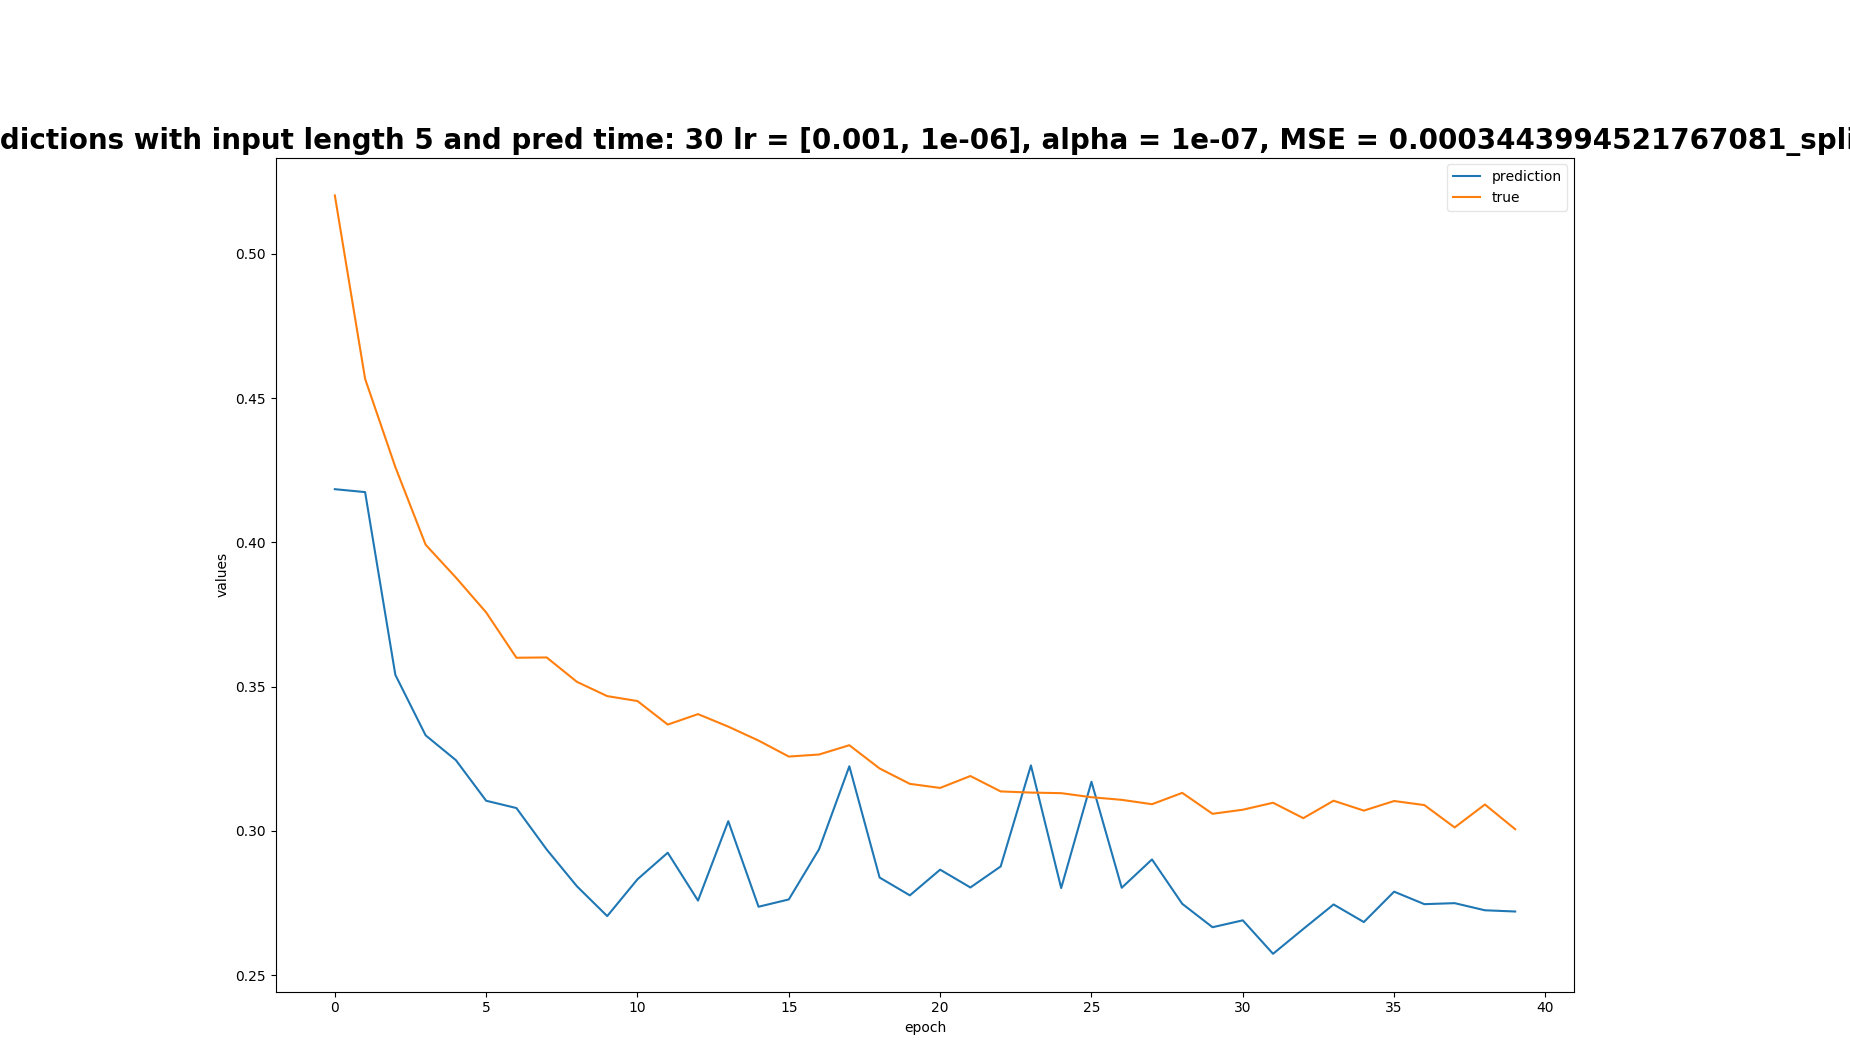 dictions with input length 5 and pred time: 30 lr = [0.001, 1e-06], alpha = 1e-07, MSE = 0.0003443994521767081_spli
prediction
true
0.50
0.45
0.40
0.35
0.30
0.25
values
0 5 10 15 20 25 30 35 40
epoch